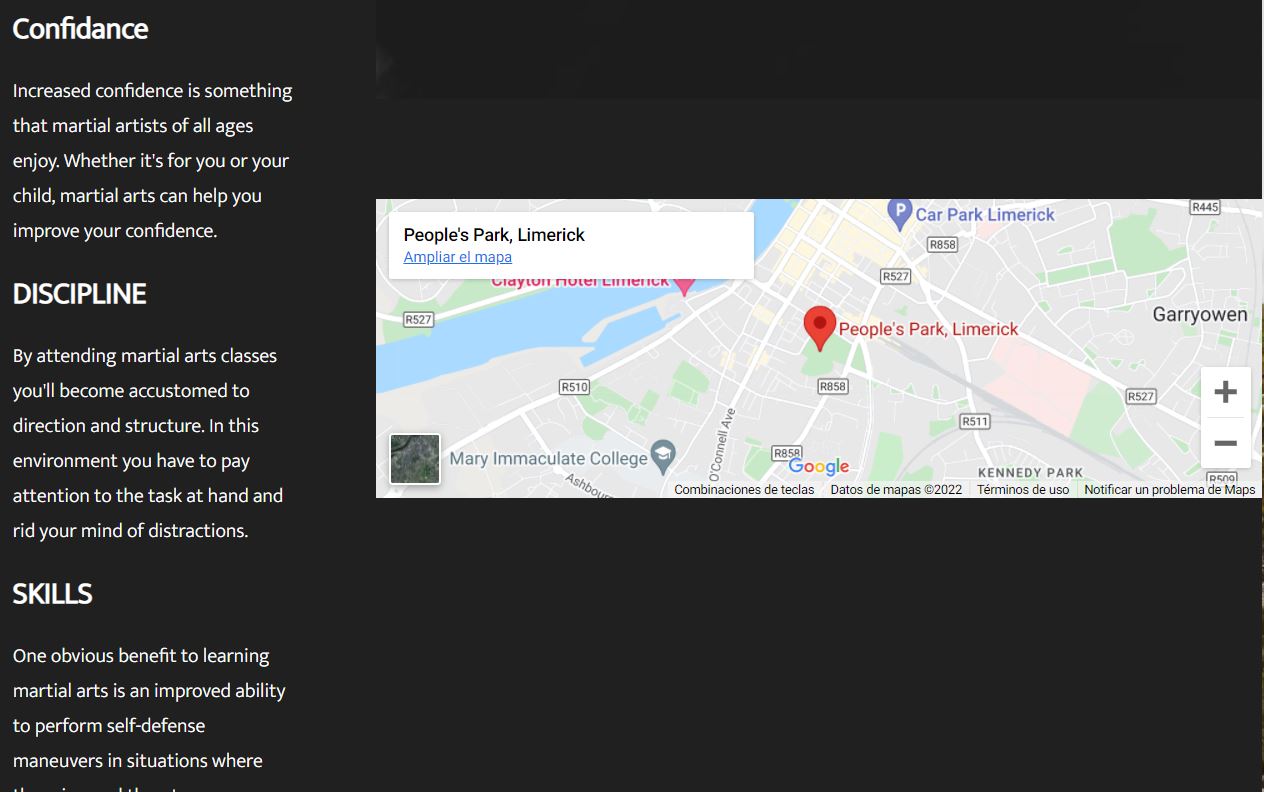 Confidance
Increased confidence is something
that martial artists of all ages
enjoy. Whether it's for you or your
child, martial arts can help you
improve your confidence.
DISCIPLINE
By attending martial arts classes
you'll become accustomed to
direction and structure. In this
environment you have to pay
attention to the task at hand and
rid your mind of distractions.
SKILLS
One obvious benefit to learning
martial arts is an improved ability
to perform self-defense
maneuvers in situations where
People's Park, Limerick
Ampliar el mapa
P
Car Park Limerick
R445
R858
R527
Clayton Hotel Limerick
R527
Garryowen
People's Park, Limerick
R510
R858
R527
O'Connell Ave
R511
R858
Mary Immaculate College
Google
KENNEDY PARK
R509
Combinaciones de teclas
Datos de mapas ©2022
Términos de uso
Notificar un problema de Maps